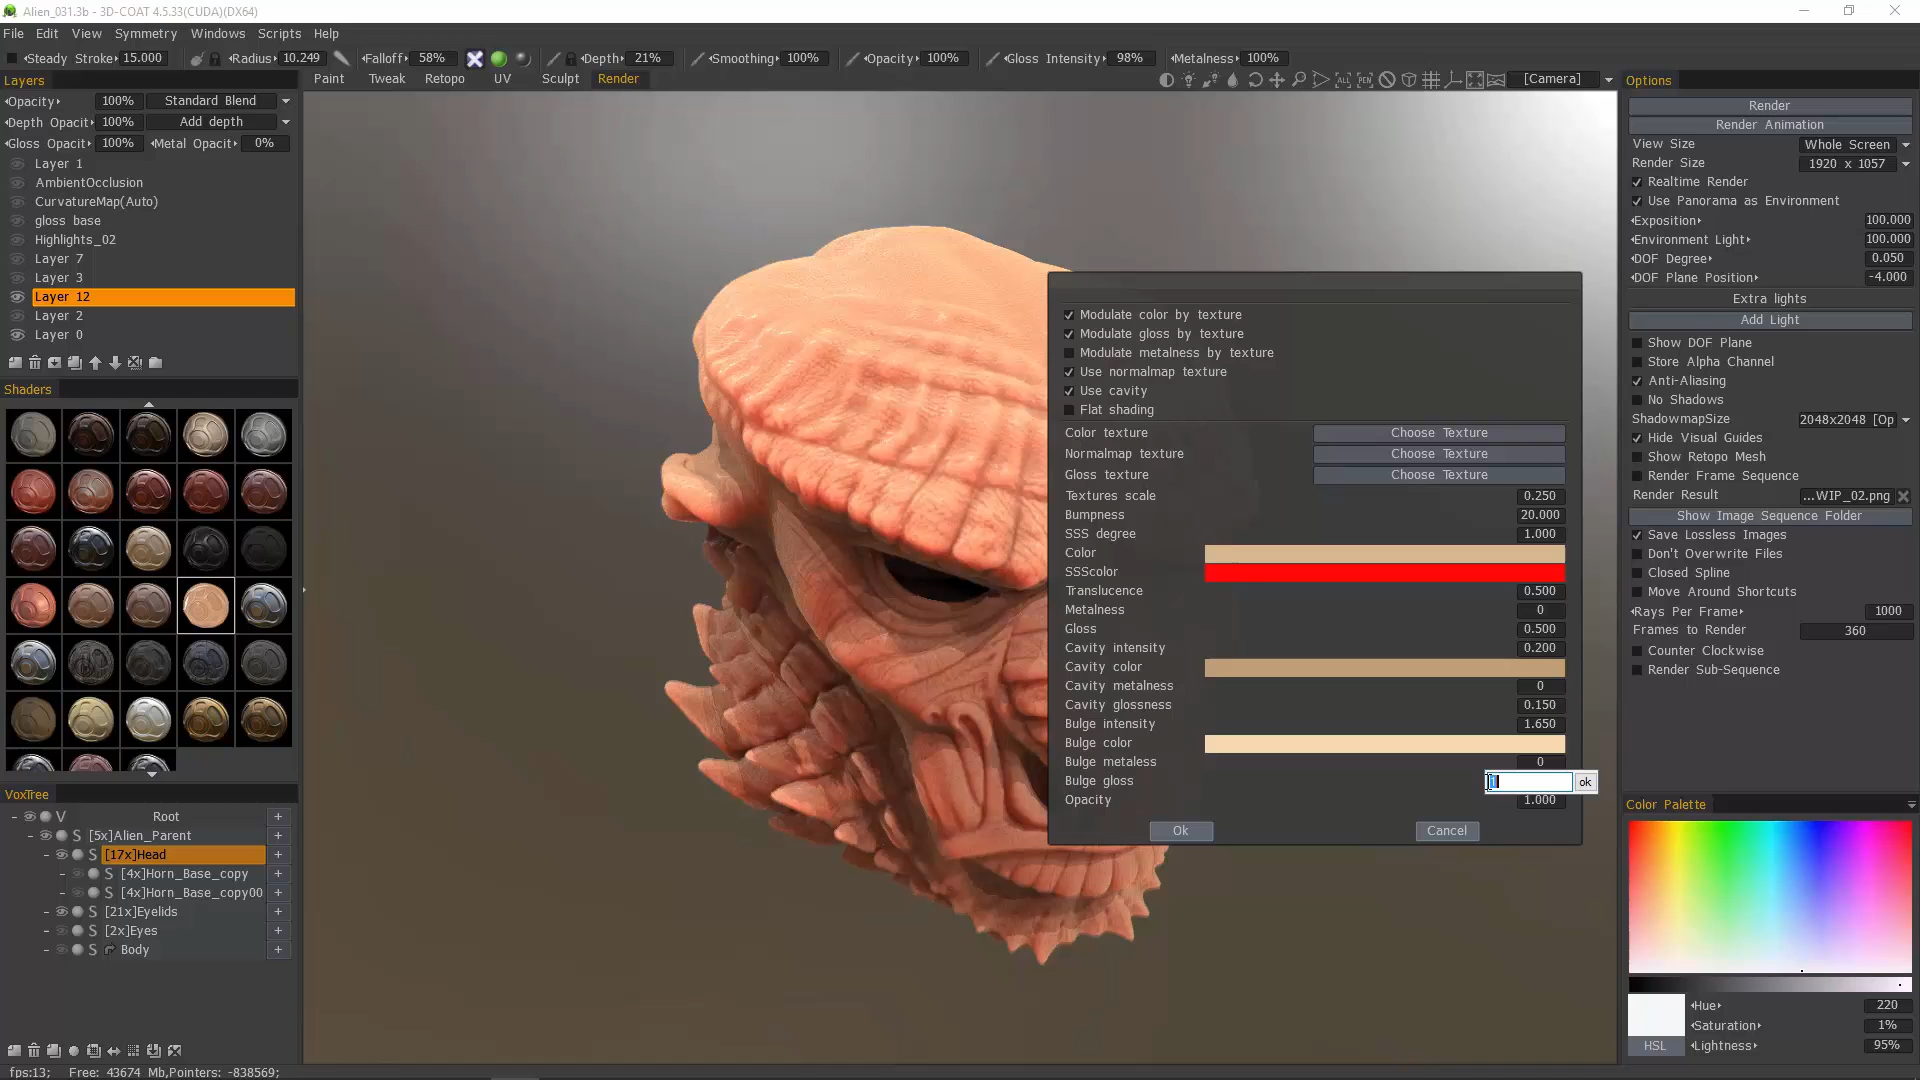 Alien_031.3b - 3D-COAT 4.5.33(CUDA)(DX64)
File Edit View Symmetry Windows Scripts Help
Steady Stroke 15.000 Radius 10.249 Falloff 58% Depth 21% Smoothing 100% Opacity 100% Gloss Intensity 98% Metalness 100%
Paint Tweak Retopo UV Sculpt Render [Camera]
Layers
Opacity 100% Standard Blend
Depth Opacit 100% Add depth
Gloss Opacit 100% Metal Opacit 0%
Layer 1
AmbientOcclusion
CurvatureMap(Auto)
gloss base
Highlights_02
Layer 7
Layer 3
Layer 12
Layer 2
Layer 0
Shaders
VoxTree
V Root +
S [5x]Alien_Parent +
S [17x]Head +
S [4x]Horn_Base_copy +
S [4x]Horn_Base_copy00 +
S [21x]Eyelids +
S [2x]Eyes +
S Body +
fps:13; Free: 43674 Mb,Pointers: -838569;
Modulate color by texture
Modulate gloss by texture
Modulate metalness by texture
Use normalmap texture
Use cavity
Flat shading
Color texture Choose Texture
Normalmap texture Choose Texture
Gloss texture Choose Texture
Textures scale 0.250
Bumpness 20.000
SSS degree 1.000
Color
SSScolor
Translucence 0.500
Metalness 0
Gloss 0.500
Cavity intensity 0.200
Cavity color
Cavity metalness 0
Cavity glossness 0.150
Bulge intensity 1.650
Bulge color
Bulge metaless 0
Bulge gloss ok
Opacity 1.000
Ok Cancel
Options
Render
Render Animation
View Size Whole Screen
Render Size 1920 x 1057
Realtime Render
Use Panorama as Environment
Exposition 100.000
Environment Light 100.000
DOF Degree 0.050
DOF Plane Position -4.000
Extra lights
Add Light
Show DOF Plane
Store Alpha Channel
Anti-Aliasing
No Shadows
ShadowmapSize 2048x2048 [Op
Hide Visual Guides
Show Retopo Mesh
Render Frame Sequence
Render Result ...WIP_02.png
Show Image Sequence Folder
Save Lossless Images
Don't Overwrite Files
Closed Spline
Move Around Shortcuts
Rays Per Frame 1000
Frames to Render 360
Counter Clockwise
Render Sub-Sequence
Color Palette
Hue 220
Saturation 1%
HSL Lightness 95%